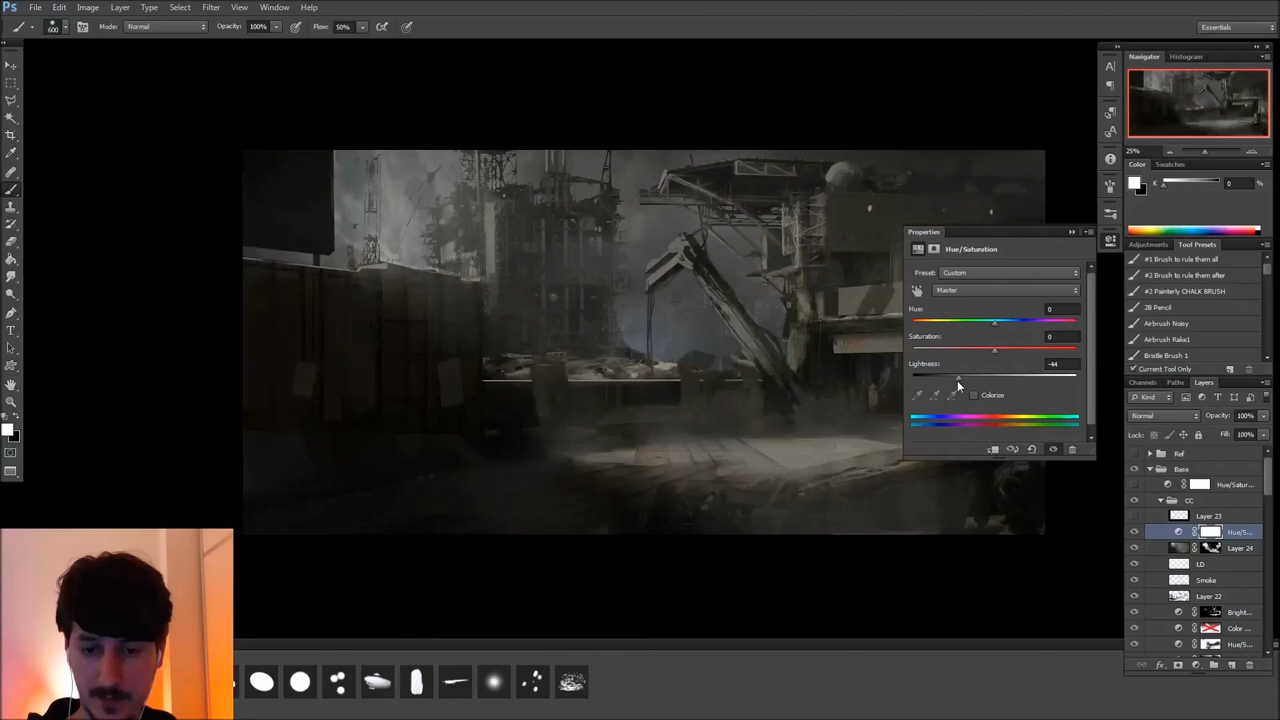 Ps File Edit Image Layer Type Select Filter View Window Help
600 Mode: Normal Opacity: 100% Flow: 50% Essentials
Navigator Histogram
25%
Color Swatches
K 0 %
Properties
Hue/Saturation
Preset: Custom
Master
Hue: 0
Saturation: 0
Lightness: -44
Colorize
Adjustments Tool Presets
#1 Brush to rule them all
#2 Brush to rule them after
#2 Painterly CHALK BRUSH
2B Pencil
Airbrush Noisy
Airbrush Rake1
Bristle Brush 1
Current Tool Only
Channels Paths Layers
Kind
Normal Opacity: 100%
Lock: Fill: 100%
Ref
Base
Hue/Satur...
CC
Layer 23
Hue/S...
Layer 24
LD
Smoke
Layer 22
Bright...
Color ...
Hue/S...